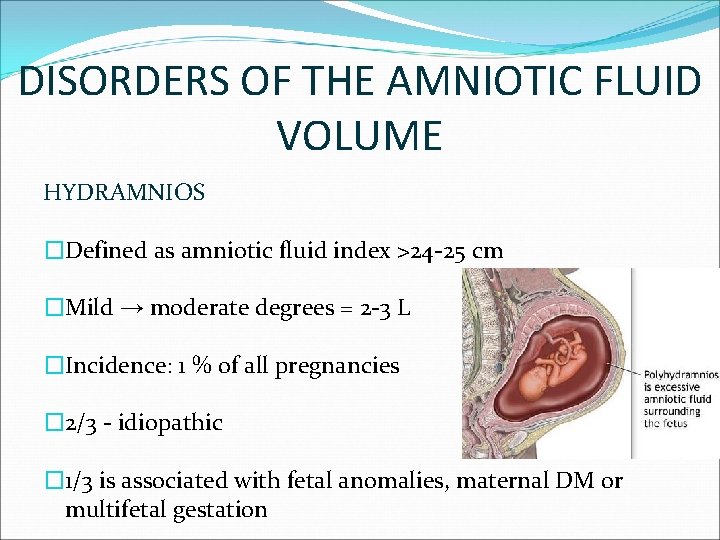 DISORDERS OF THE AMNIOTIC FLUID
VOLUME
HYDRAMNIOS
�Defined as amniotic fluid index >24-25 cm
�Mild → moderate degrees = 2-3 L
�Incidence: 1 % of all pregnancies
�2/3 - idiopathic
�1/3 is associated with fetal anomalies, maternal DM or
multifetal gestation
Polyhydramnios
is excessive
amniotic fluid
surrounding
the fetus